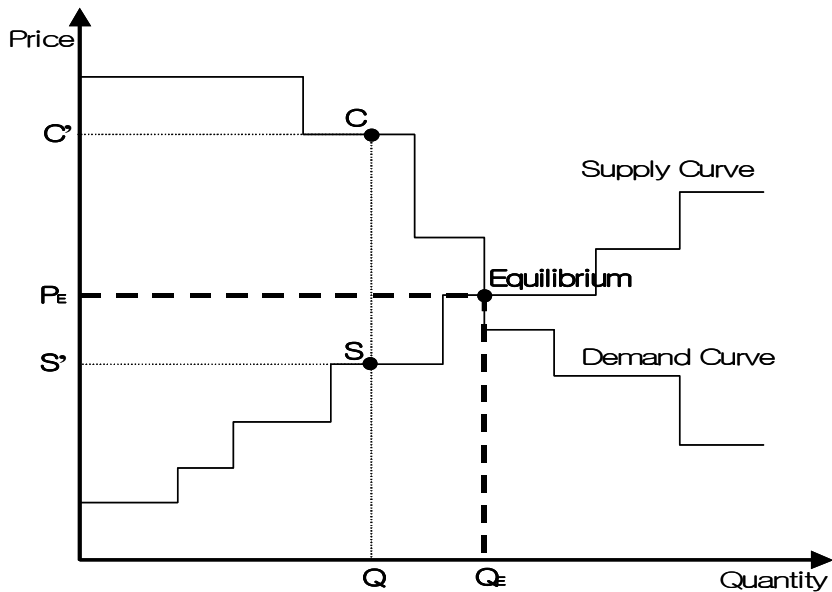 Price
C
C'
Supply Curve
Equilibrium
PE
S
S'
Demand Curve
Q
QE
Quantity